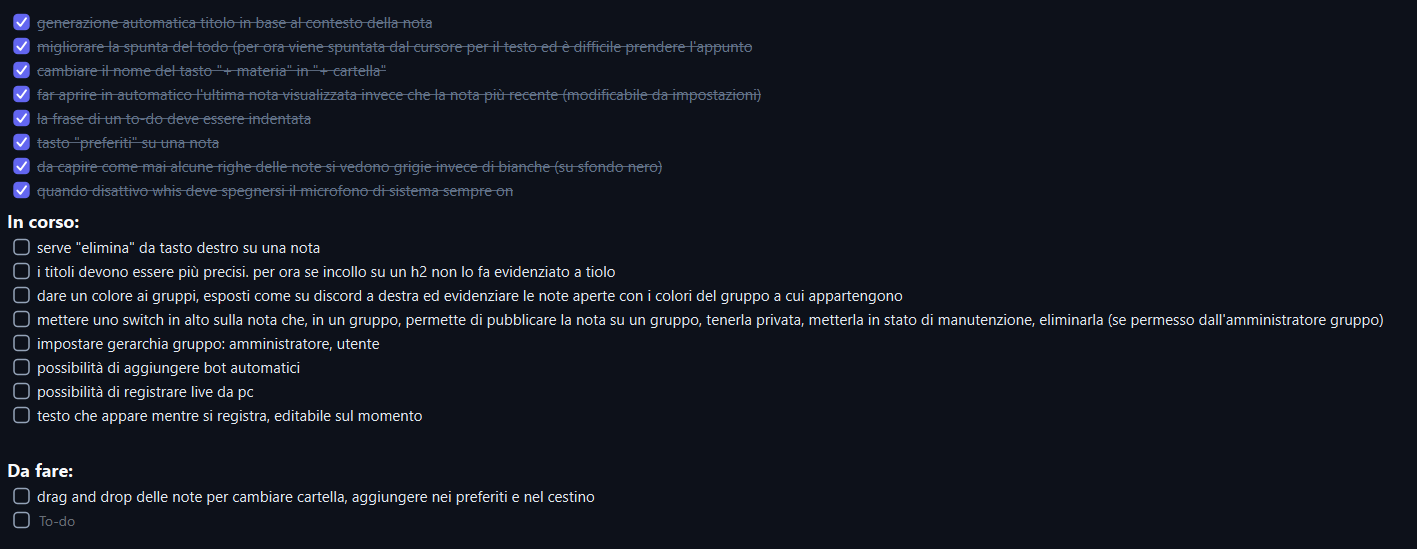 generazione automatica titolo in base al contesto della nota
migliorare la spunta del todo (per ora viene spuntata dal cursore per il testo ed è difficile prendere l'appunto
cambiare il nome del tasto "+ materia" in "+ cartella"
far aprire in automatico l'ultima nota visualizzata invece che la nota più recente (modificabile da impostazioni)
la frase di un to-do deve essere indentata
tasto "preferiti" su una nota
da capire come mai alcune righe delle note si vedono grigie invece di bianche (su sfondo nero)
quando disattivo whis deve spegnersi il microfono di sistema sempre on
In corso:
serve "elimina" da tasto destro su una nota
i titoli devono essere più precisi. per ora se incollo su un h2 non lo fa evidenziato a tiolo
dare un colore ai gruppi, esposti come su discord a destra ed evidenziare le note aperte con i colori del gruppo a cui appartengono
mettere uno switch in alto sulla nota che, in un gruppo, permette di pubblicare la nota su un gruppo, tenerla privata, metterla in stato di manutenzione, eliminarla (se permesso dall'amministratore gruppo)
impostare gerarchia gruppo: amministratore, utente
possibilità di aggiungere bot automatici
possibilità di registrare live da pc
testo che appare mentre si registra, editabile sul momento
Da fare:
drag and drop delle note per cambiare cartella, aggiungere nei preferiti e nel cestino
To-do